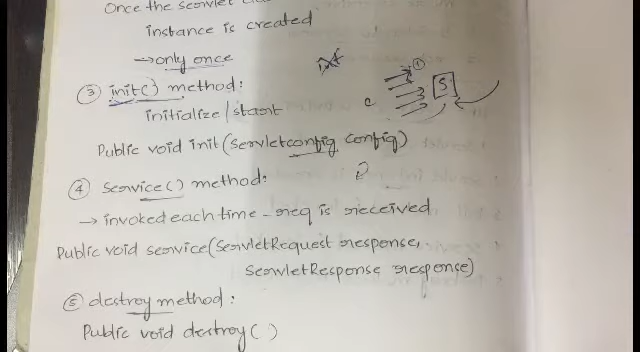 Once the servlet
instance is created
→ only once
③ init() method:
initialize/start
Public void init(Servletconfig config)
④ Service() method:
→ invoked each time - req is received
Public void service(ServletRequest response,
ServletResponse response)
⑤ destroy method:
Public void destroy()
①
S